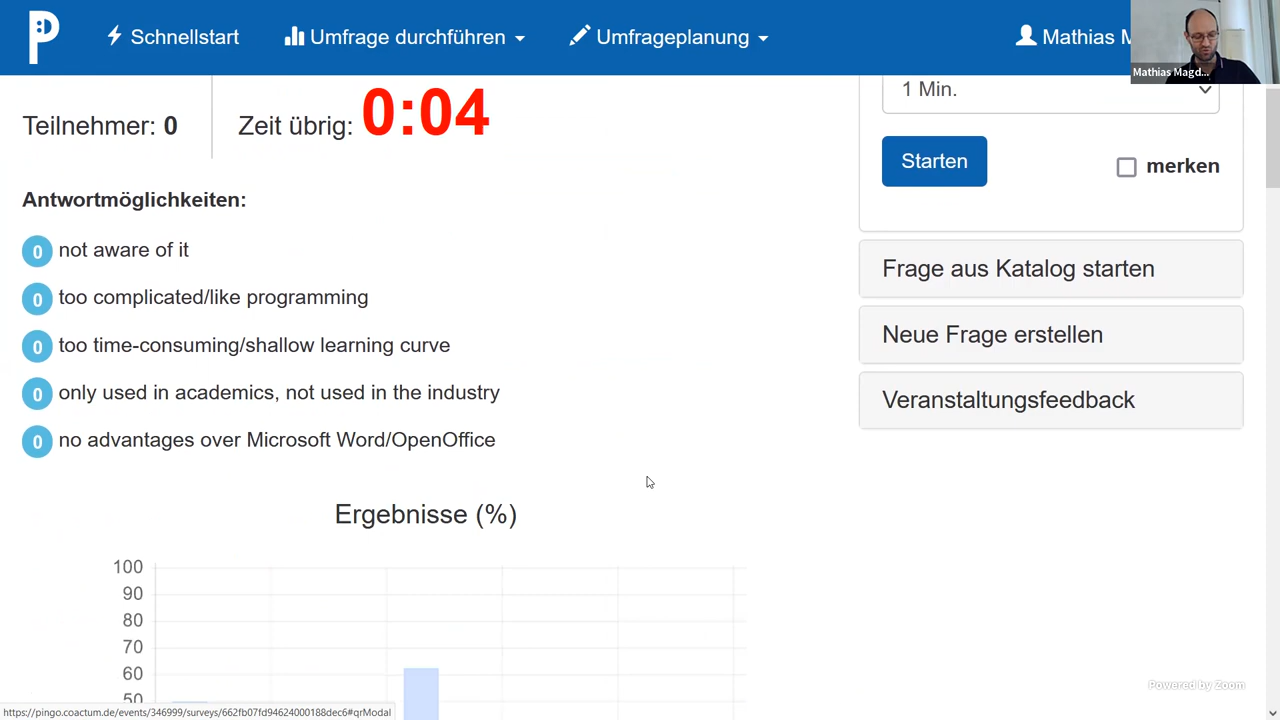 Schnellstart
Umfrage durchführen
Umfrageplanung
Mathias M
Mathias Magd...
Teilnehmer: 0
Zeit übrig: 0:04
1 Min.
Starten
merken
Antwortmöglichkeiten:
0 not aware of it
0 too complicated/like programming
0 too time-consuming/shallow learning curve
0 only used in academics, not used in the industry
0 no advantages over Microsoft Word/OpenOffice
Frage aus Katalog starten
Neue Frage erstellen
Veranstaltungsfeedback
Ergebnisse (%)
100
90
80
70
60
50
Powered by Zoom
https://pingo.coactum.de/events/346999/surveys/662fb07fd94624000188dec6#qrModal